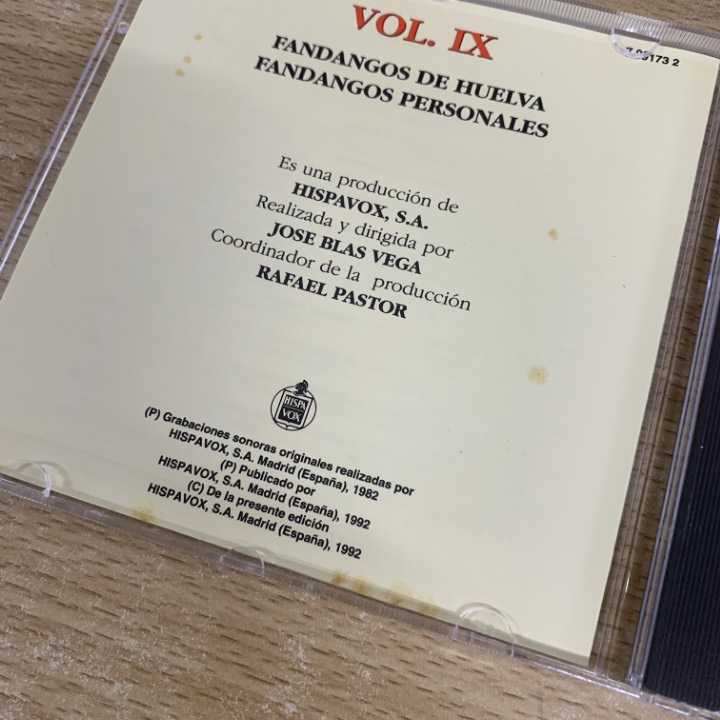 VOL. IX
173 2
FANDANGOS DE HUELVA
FANDANGOS PERSONALES
Es una producción de
HISPAVOX, S.A.
Realizada y dirigida por
JOSE BLAS VEGA
Coordinador de la producción
RAFAEL PASTOR
HISPA
VOX
(P) Grabaciones sonoras originales realizadas por
HISPAVOX, S.A. Madrid (España), 1982
(P) Publicado por
HISPAVOX, S.A. Madrid (España), 1992
(C) De la presente edición
HISPAVOX, S.A. Madrid (España), 1992